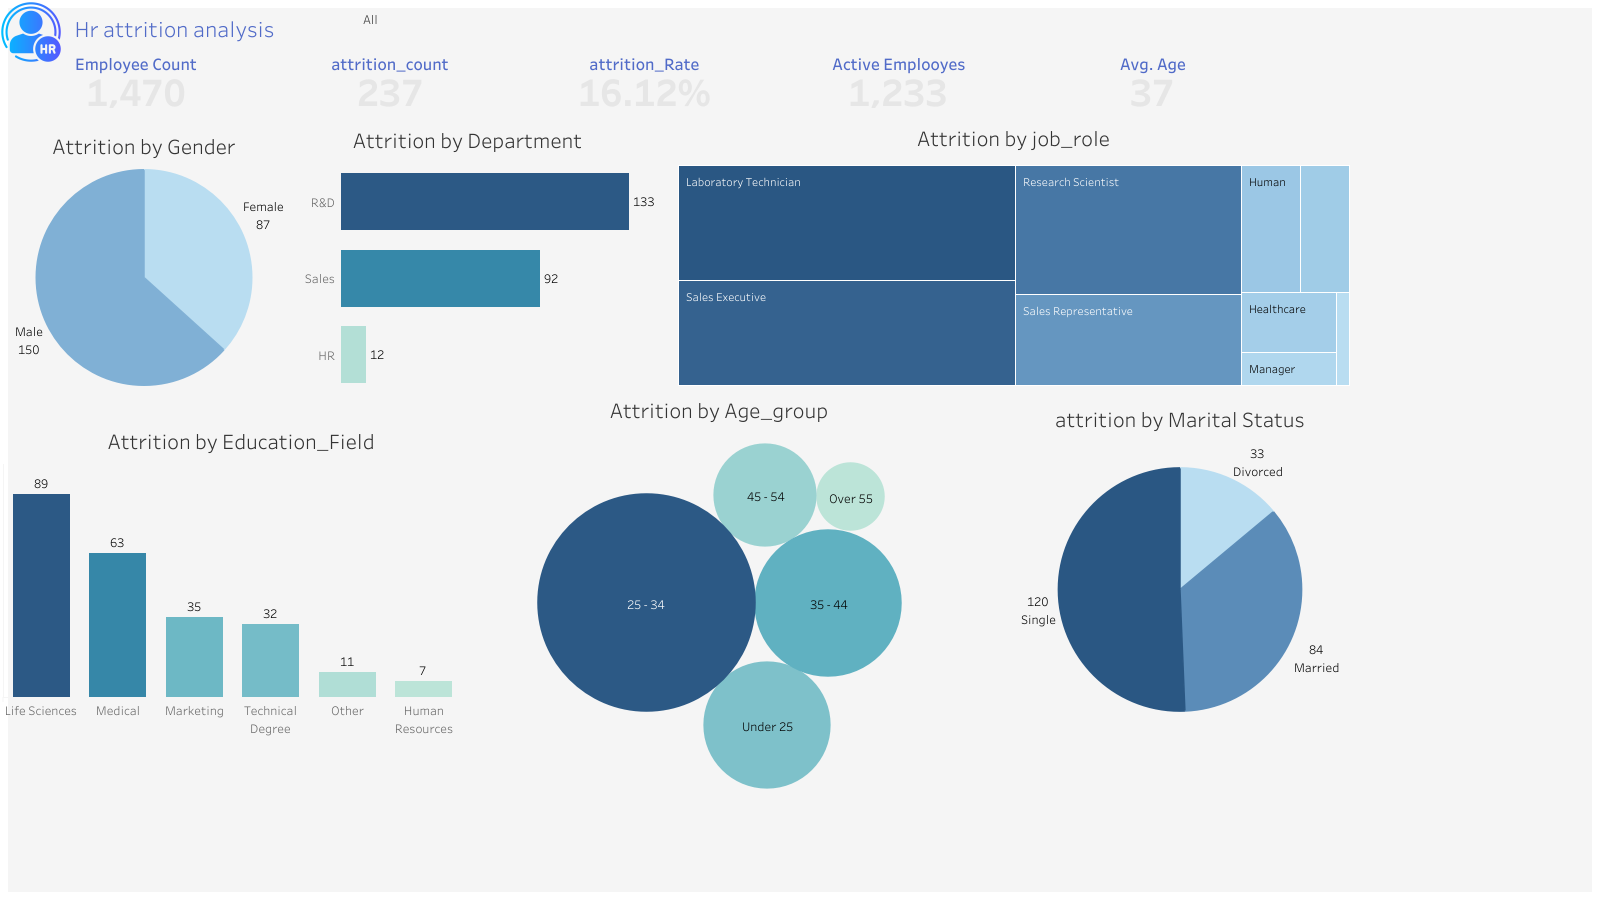 HR
Hr attrition analysis
All
Employee Count
1,470
attrition_count
237
attrition_Rate
16.12%
Active Emplooyes
1,233
Avg. Age
37
Attrition by Gender
Female
87
Male
150
Attrition by Department
R&D
133
Sales
92
HR
12
Attrition by job_role
Laboratory Technician
Research Scientist
Human
Sales Executive
Sales Representative
Healthcare
Manager
Attrition by Education_Field
89
63
35
32
11
7
Life Sciences
Medical
Marketing
Technical
Degree
Other
Human
Resources
Attrition by Age_group
45 - 54
Over 55
25 - 34
35 - 44
Under 25
attrition by Marital Status
33
Divorced
120
Single
84
Married